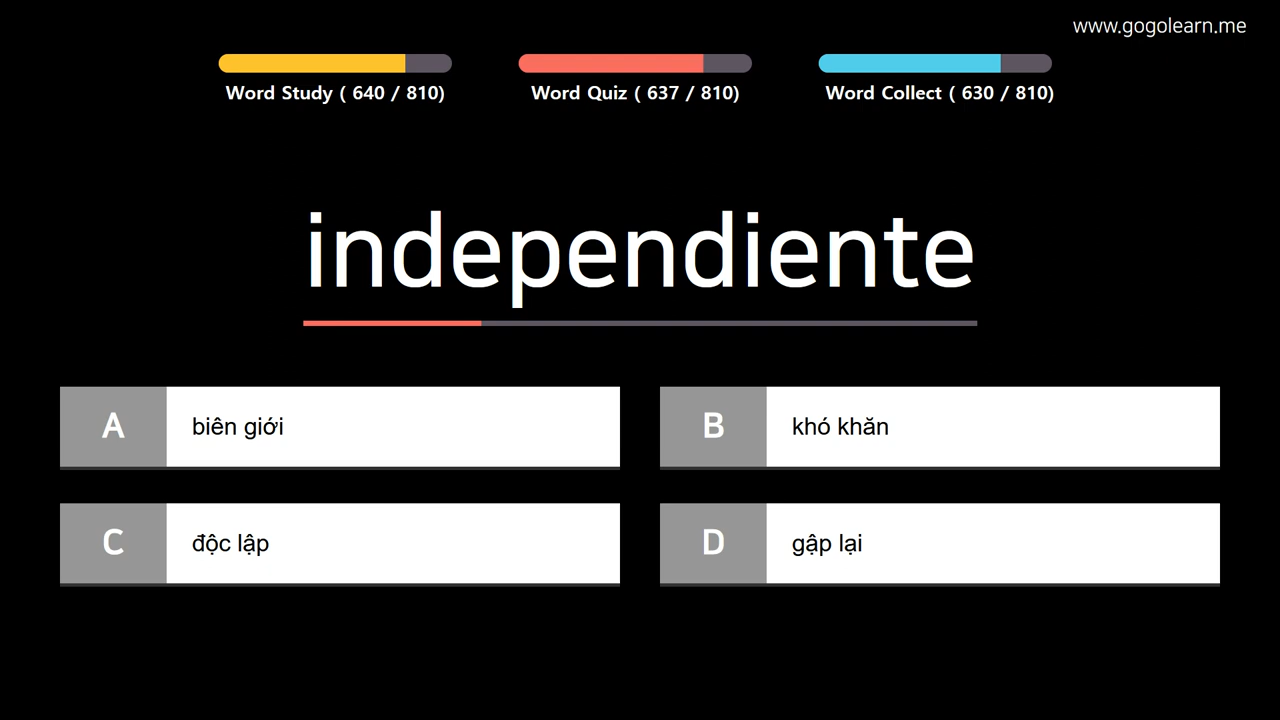 www.gogolearn.me
Word Study ( 640 / 810)
Word Quiz ( 637 / 810)
Word Collect ( 630 / 810)
independiente
A
biên giới
B
khó khăn
C
độc lập
D
gập lại